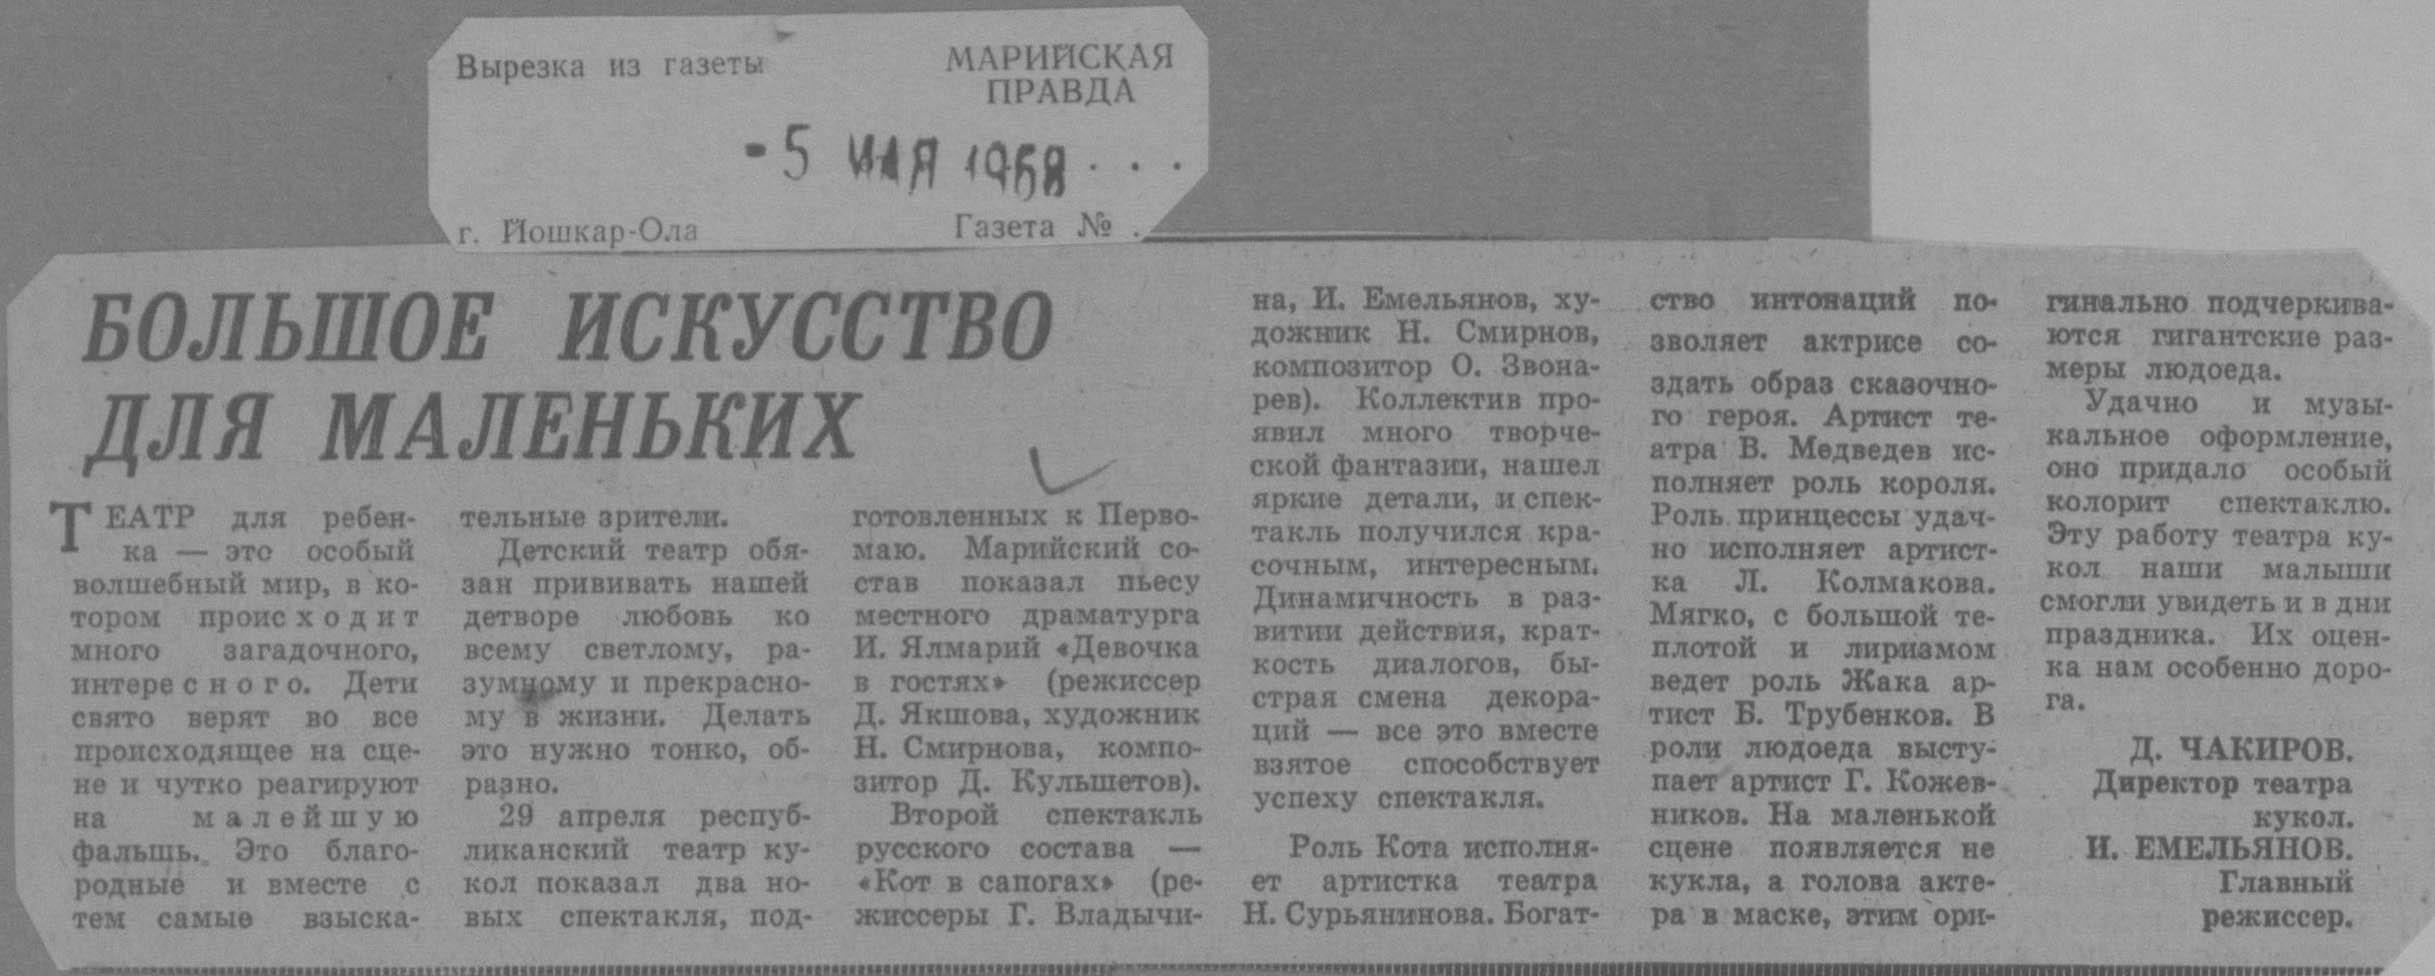 Вырезка из газеты
МАРИЙСКАЯ
ПРАВДА
- 5 МАЯ 1968 . . .
г. Йошкар-Ола
Газета № .
БОЛЬШОЕ ИСКУССТВО
ДЛЯ МАЛЕНЬКИХ
ТЕАТР для ребен-
ка — это особый
волшебный мир, в ко-
тором происходит
много загадочного,
интересного. Дети
свято верят во все
происходящее на сце-
не и чутко реагируют
на малейшую
фальшь. Это благо-
родные и вместе с
тем самые взыска-
тельные зрители.
Детский театр обя-
зан прививать нашей
детворе любовь ко
всему светлому, ра-
зумному и прекрасно-
му в жизни. Делать
это нужно тонко, об-
разно.
29 апреля респуб-
ликанский театр ку-
кол показал два но-
вых спектакля, под-
готовленных к Перво-
маю. Марийский со-
став показал пьесу
местного драматурга
И. Ялмарий «Девочка
в гостях» (режиссер
Д. Якшова, художник
Н. Смирнова, компо-
зитор Д. Кульшетов).
Второй спектакль
русского состава —
«Кот в сапогах» (ре-
жиссеры Г. Владычи-
на, И. Емельянов, ху-
дожник Н. Смирнов,
композитор О. Звона-
рев). Коллектив про-
явил много творче-
ской фантазии, нашел
яркие детали, и спек-
такль получился кра-
сочным, интересным.
Динамичность в раз-
витии действия, крат-
кость диалогов, бы-
страя смена декора-
ций — все это вместе
взятое способствует
успеху спектакля.
Роль Кота исполня-
ет артистка театра
Н. Сурьянинова. Богат-
ство интонаций по-
зволяет актрисе со-
здать образ сказочно-
го героя. Артист те-
атра В. Медведев ис-
полняет роль короля.
Роль принцессы удач-
но исполняет артист-
ка Л. Колмакова.
Мягко, с большой те-
плотой и лиризмом
ведет роль Жака ар-
тист Б. Трубенков. В
роли людоеда высту-
пает артист Г. Кожев-
ников. На маленькой
сцене появляется не
кукла, а голова акте-
ра в маске, этим ори-
гинально подчеркива-
ются гигантские раз-
меры людоеда.
Удачно и музы-
кальное оформление,
оно придало особый
колорит спектаклю.
Эту работу театра ку-
кол наши малыши
смогли увидеть и в дни
праздника. Их оцен-
ка нам особенно доро-
га.
Д. ЧАКИРОВ.
Директор театра
кукол.
И. ЕМЕЛЬЯНОВ.
Главный
режиссер.